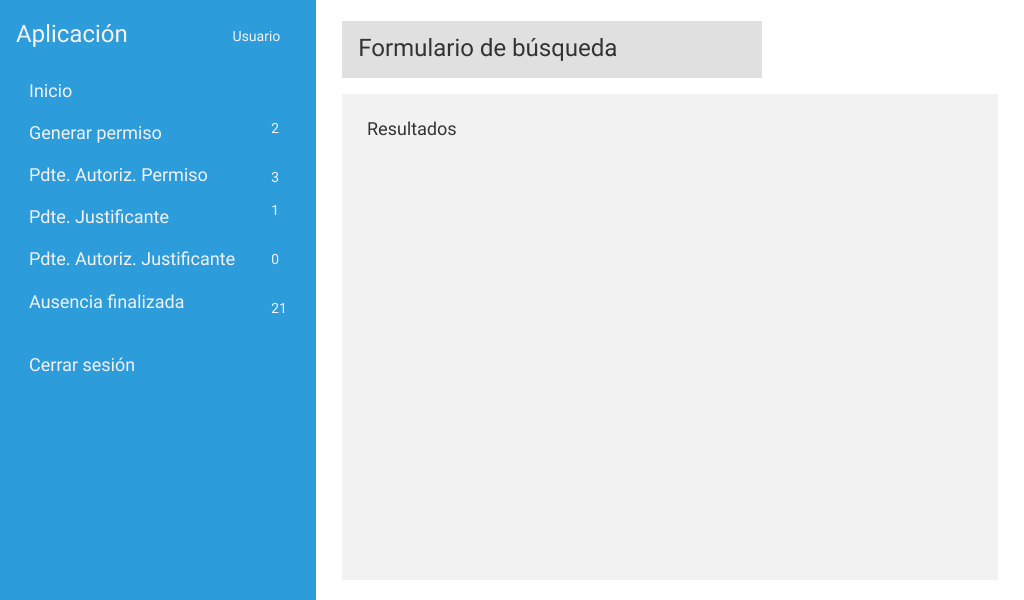 Aplicación Usuario
Inicio
Generar permiso 2
Pdte. Autoriz. Permiso 3
Pdte. Justificante 1
Pdte. Autoriz. Justificante 0
Ausencia finalizada 21
Cerrar sesión
Formulario de búsqueda
Resultados